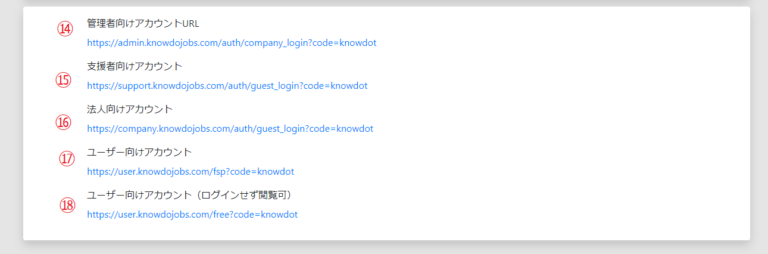 ⑭ 管理者向けアカウントURL
https://admin.knowdojobs.com/auth/company_login?code=knowdot
⑮ 支援者向けアカウント
https://support.knowdojobs.com/auth/guest_login?code=knowdot
⑯ 法人向けアカウント
https://company.knowdojobs.com/auth/guest_login?code=knowdot
⑰ ユーザー向けアカウント
https://user.knowdojobs.com/fsp?code=knowdot
⑱ ユーザー向けアカウント（ログインせず閲覧可）
https://user.knowdojobs.com/free?code=knowdot